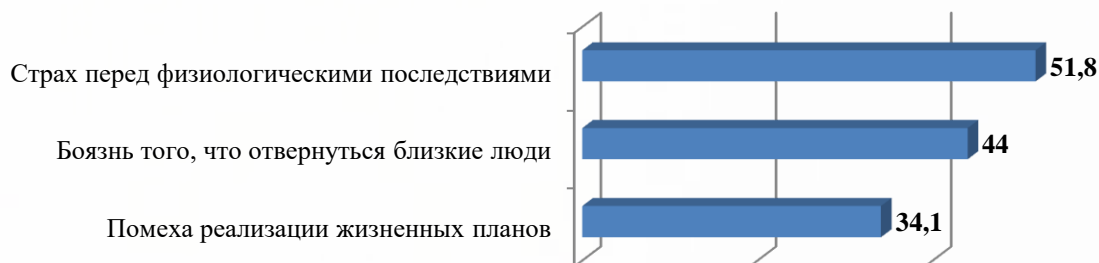 Страх перед физиологическими последствиями
51,8
Боязнь того, что отвернуться близкие люди
44
Помеха реализации жизненных планов
34,1